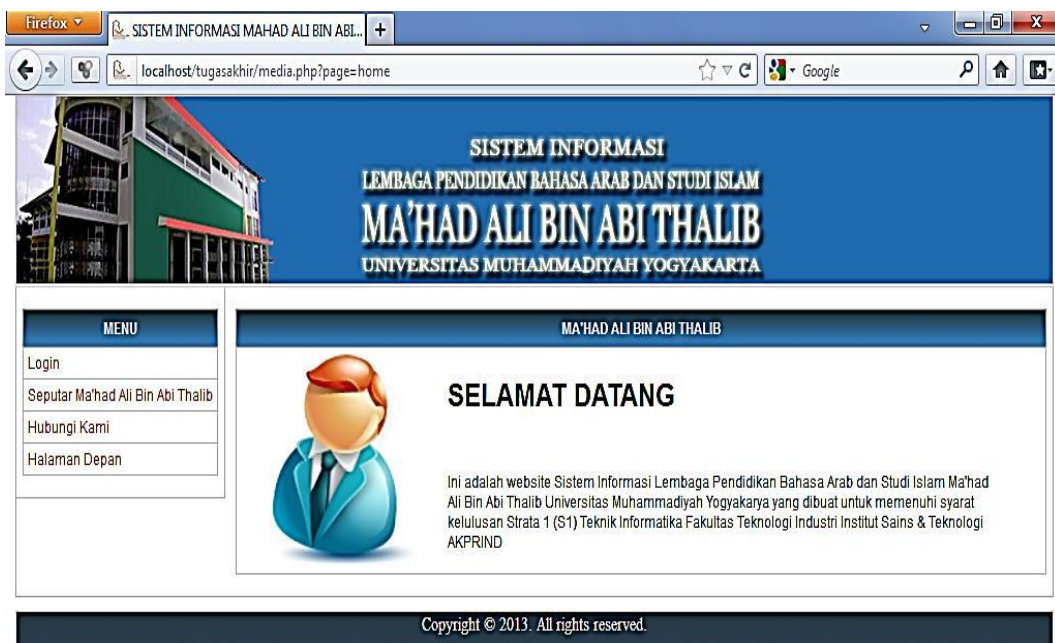 Firefox
SISTEM INFORMASI MAHAD ALI BIN ABI...
localhost/tugasakhir/media.php?page=home
Google
SISTEM INFORMASI
LEMBAGA PENDIDIKAN BAHASA ARAB DAN STUDI ISLAM
MA'HAD ALI BIN ABI THALIB
UNIVERSITAS MUHAMMADIYAH YOGYAKARTA
MENU
Login
Seputar Ma'had Ali Bin Abi Thalib
Hubungi Kami
Halaman Depan
MA'HAD ALI BIN ABI THALIB
SELAMAT DATANG
Ini adalah website Sistem Informasi Lembaga Pendidikan Bahasa Arab dan Studi Islam Ma'had
Ali Bin Abi Thalib Universitas Muhammadiyah Yogyakarya yang dibuat untuk memenuhi syarat
kelulusan Strata 1 (S1) Teknik Informatika Fakultas Teknologi Industri Institut Sains & Teknologi
AKPRIND
Copyright © 2013. All rights reserved.